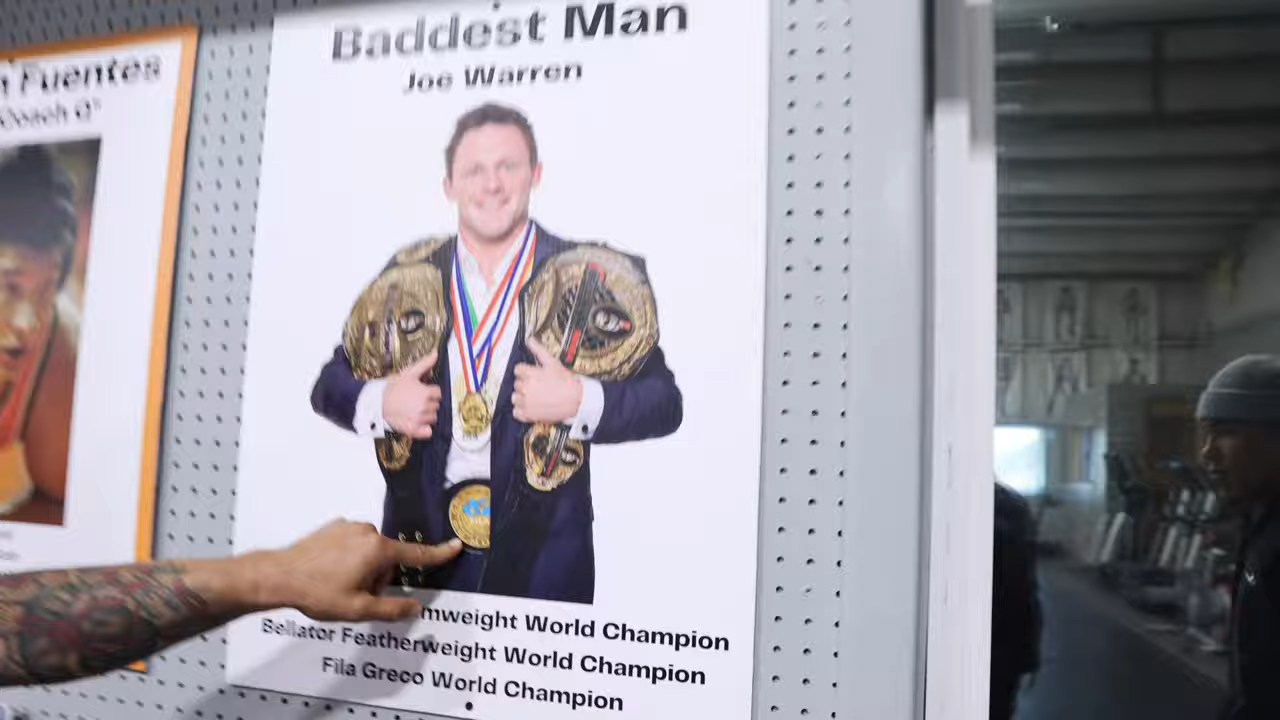 Fuentes
Coach G"
Baddest Man
Joe Warren
mweight World Champion
Bellator Featherweight World Champion
Fila Greco World Champion